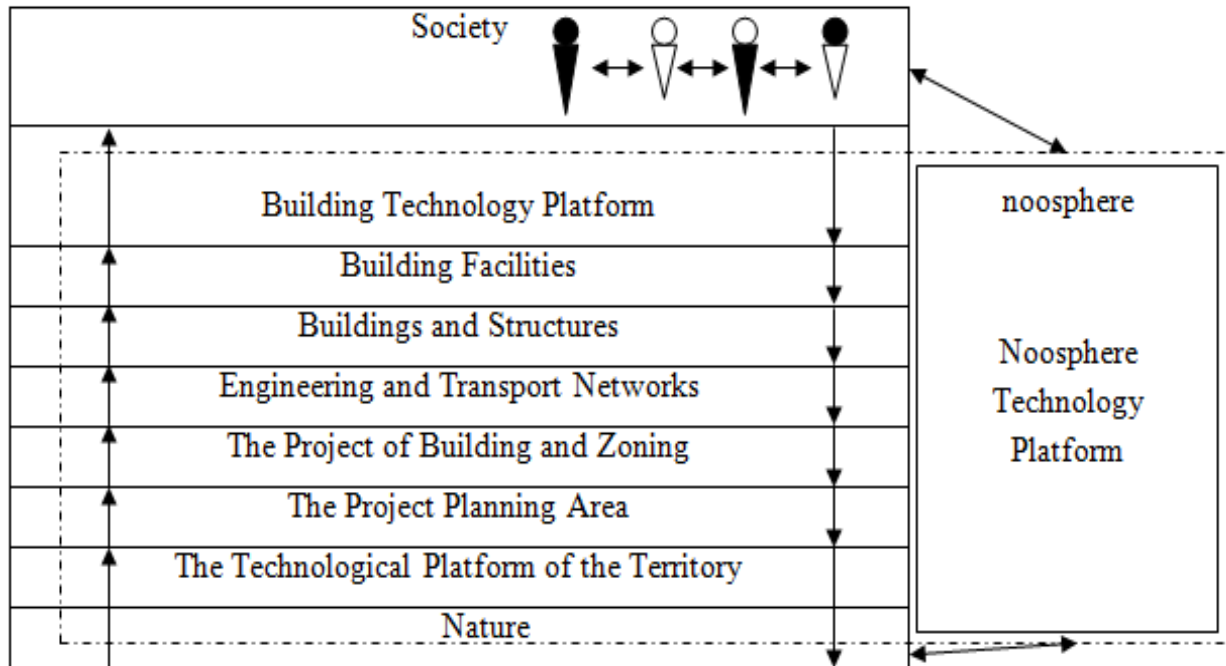 Society
Building Technology Platform
Building Facilities
Buildings and Structures
Engineering and Transport Networks
The Project of Building and Zoning
The Project Planning Area
The Technological Platform of the Territory
Nature
noosphere
Noosphere
Technology
Platform